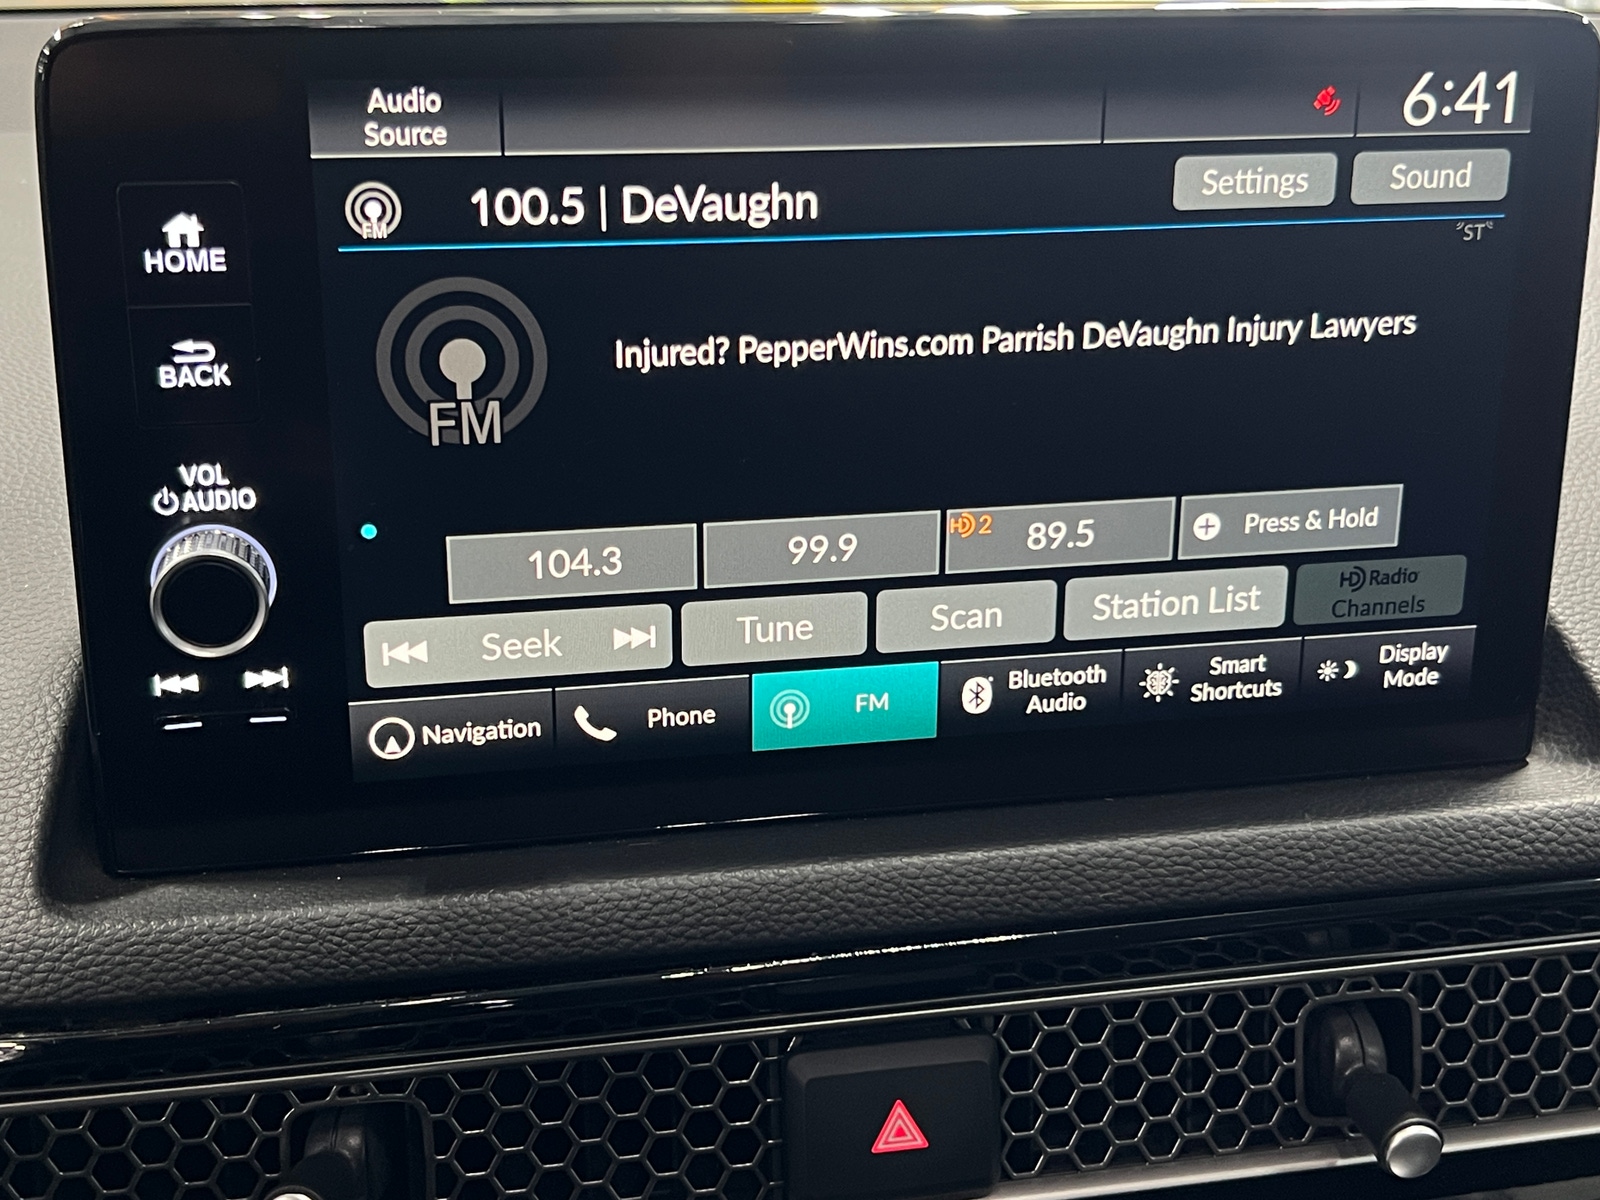 Audio
Source
6:41
Settings
Sound
FM
100.5 | DeVaughn
"ST"
HOME
BACK
VOL
AUDIO
FM
Injured? PepperWins.com Parrish DeVaughn Injury Lawyers
104.3
99.9
HD 2
89.5
Press & Hold
Seek
Tune
Scan
Station List
HD Radio
Channels
Navigation
Phone
FM
Bluetooth
Audio
Smart
Shortcuts
Display
Mode